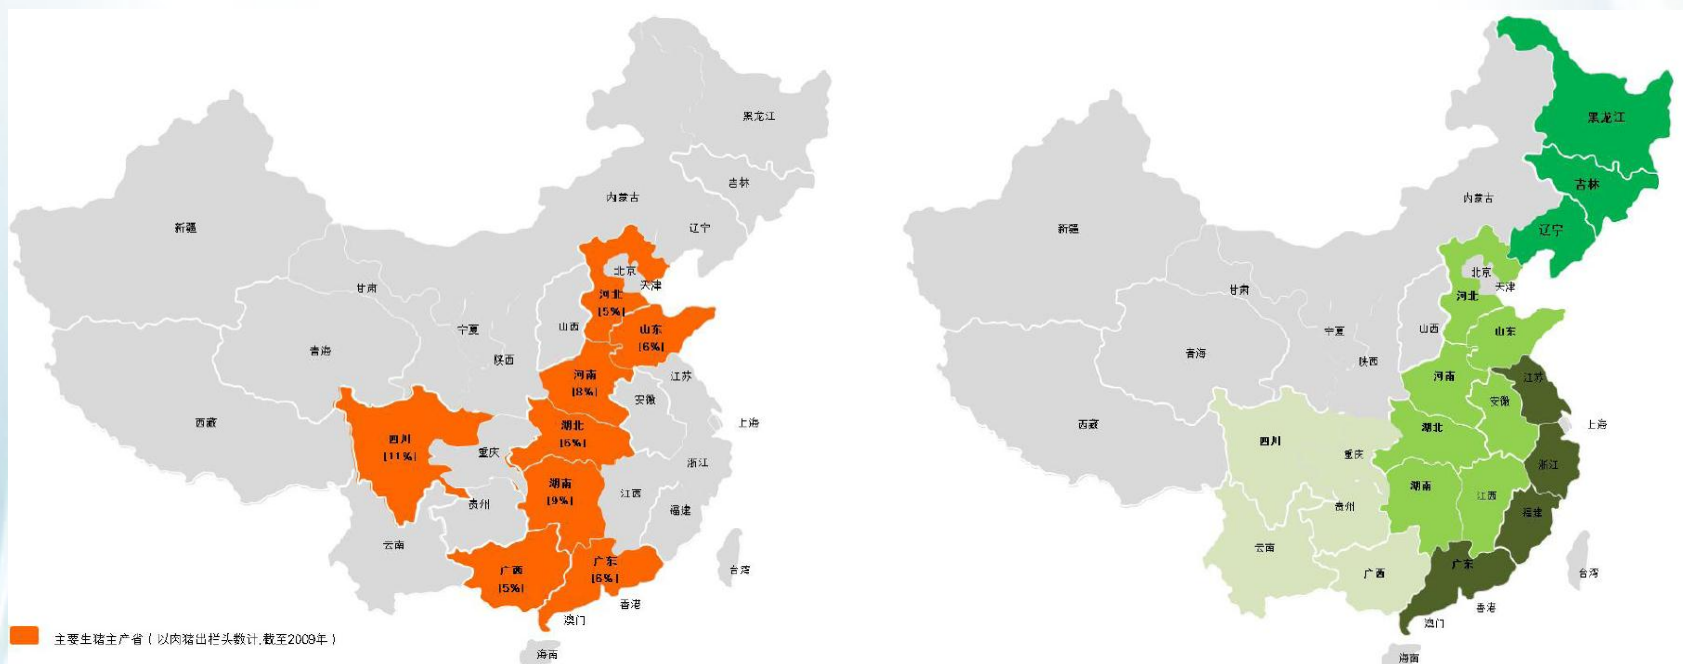 黑龙江
吉林
内蒙古
辽宁
新疆
北京
天津
甘肃
河北
[5%]
宁夏
山西
山东
[6%]
青海
陕西
河南
[8%]
江苏
安徽
西藏
湖北
[6%]
上海
四川
[11%]
重庆
浙江
湖南
[9%]
江西
贵州
福建
云南
广西
[5%]
广东
[6%]
台湾
香港
澳门
海南
主要生猪主产省（以肉猪出栏头数计,截至2009年）
黑龙江
吉林
内蒙古
辽宁
新疆
北京
天津
甘肃
河北
宁夏
山西
山东
青海
陕西
河南
江苏
安徽
西藏
湖北
上海
四川
重庆
浙江
湖南
江西
贵州
福建
云南
广西
广东
台湾
香港
澳门
海南